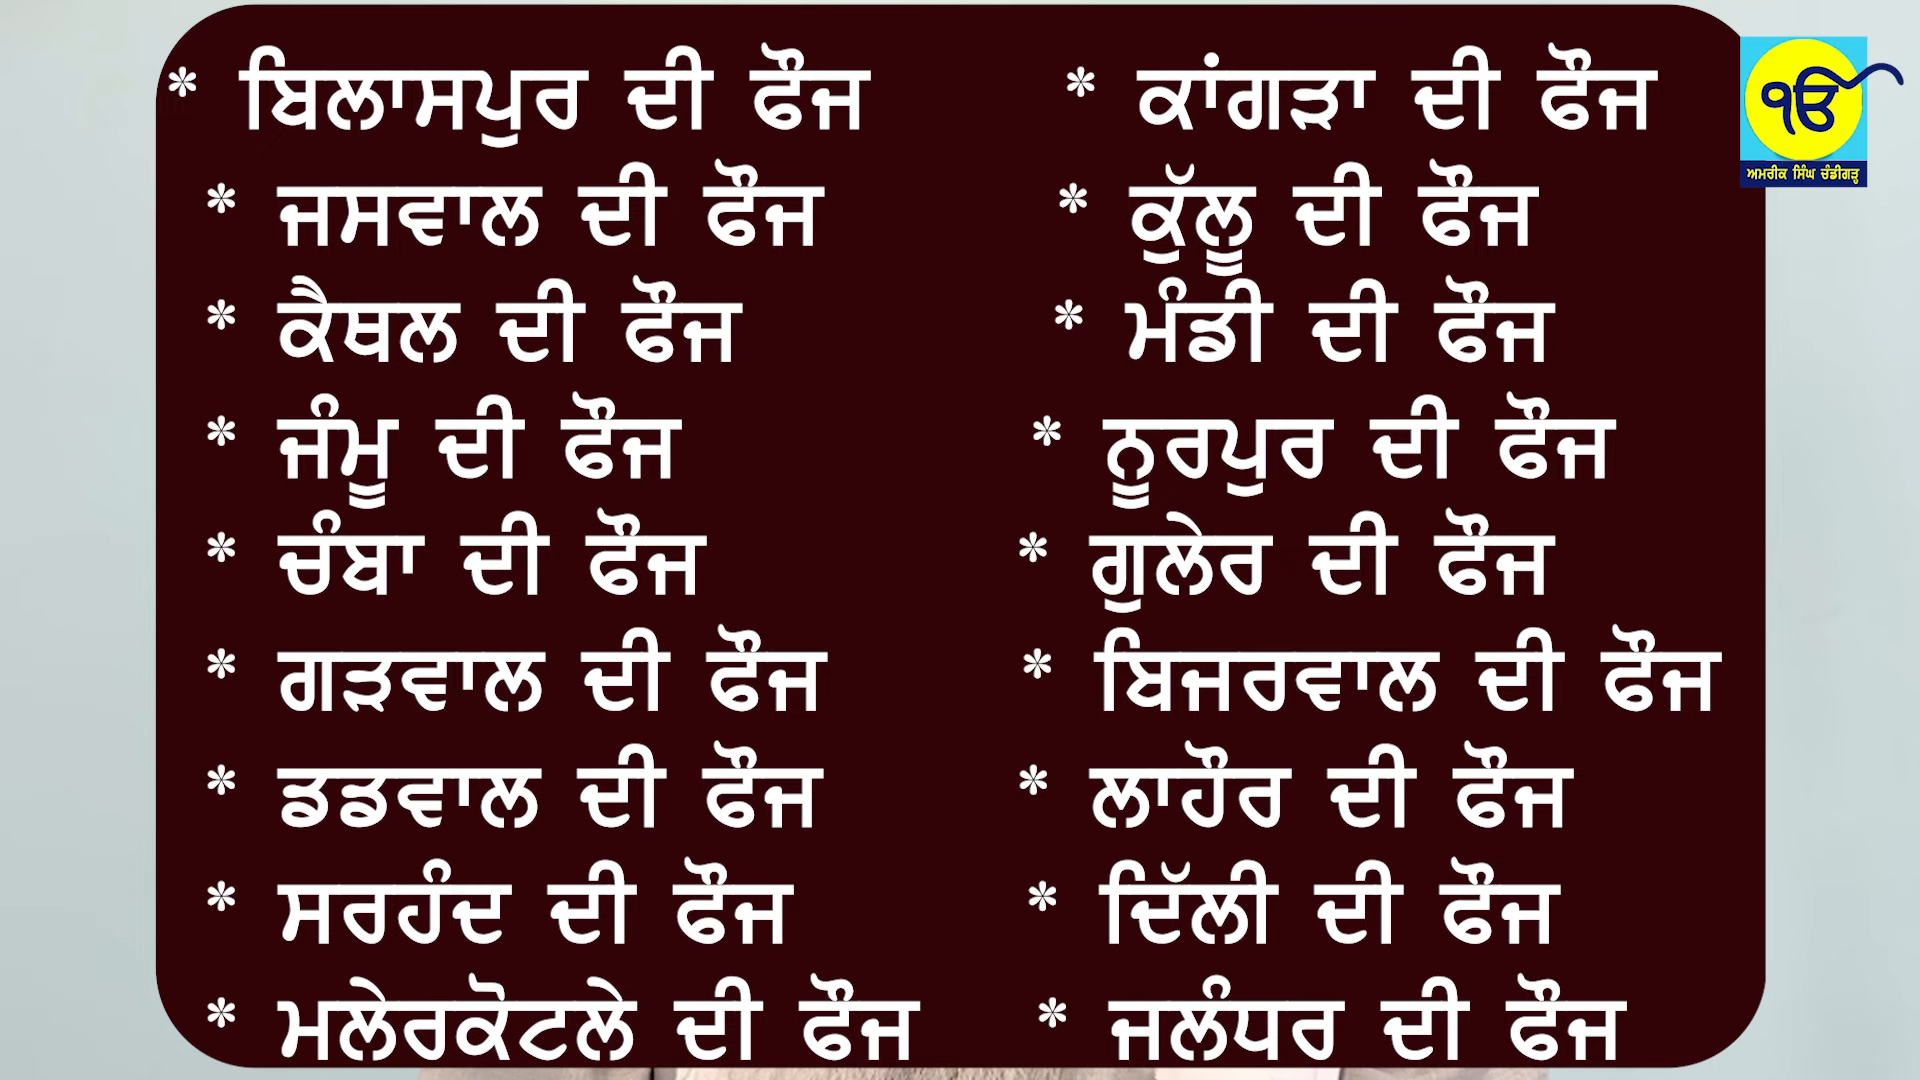 * ਬਿਲਾਸਪੁਰ ਦੀ ਫੌਜ
* ਜਸਵਾਲ ਦੀ ਫੌਜ
* ਕੈਥਲ ਦੀ ਫੌਜ
* ਜੰਮੂ ਦੀ ਫੌਜ
* ਚੰਬਾ ਦੀ ਫੌਜ
* ਗੜਵਾਲ ਦੀ ਫੌਜ
* ਡਡਵਾਲ ਦੀ ਫੌਜ
* ਸਰਹੰਦ ਦੀ ਫੌਜ
* ਮਲੇਰਕੋਟਲੇ ਦੀ ਫੌਜ
* ਕਾਂਗੜਾ ਦੀ ਫੌਜ
* ਕੁੱਲੂ ਦੀ ਫੌਜ
* ਮੰਡੀ ਦੀ ਫੌਜ
* ਨੂਰਪੁਰ ਦੀ ਫੌਜ
* ਗੁਲੇਰ ਦੀ ਫੌਜ
* ਬਿਜਰਵਾਲ ਦੀ ਫੌਜ
* ਲਾਹੌਰ ਦੀ ਫੌਜ
* ਦਿੱਲੀ ਦੀ ਫੌਜ
* ਜਲੰਧਰ ਦੀ ਫੌਜ
ੴ
ਅਮਰੀਕ ਸਿੰਘ ਚੰਡੀਗੜ੍ਹ